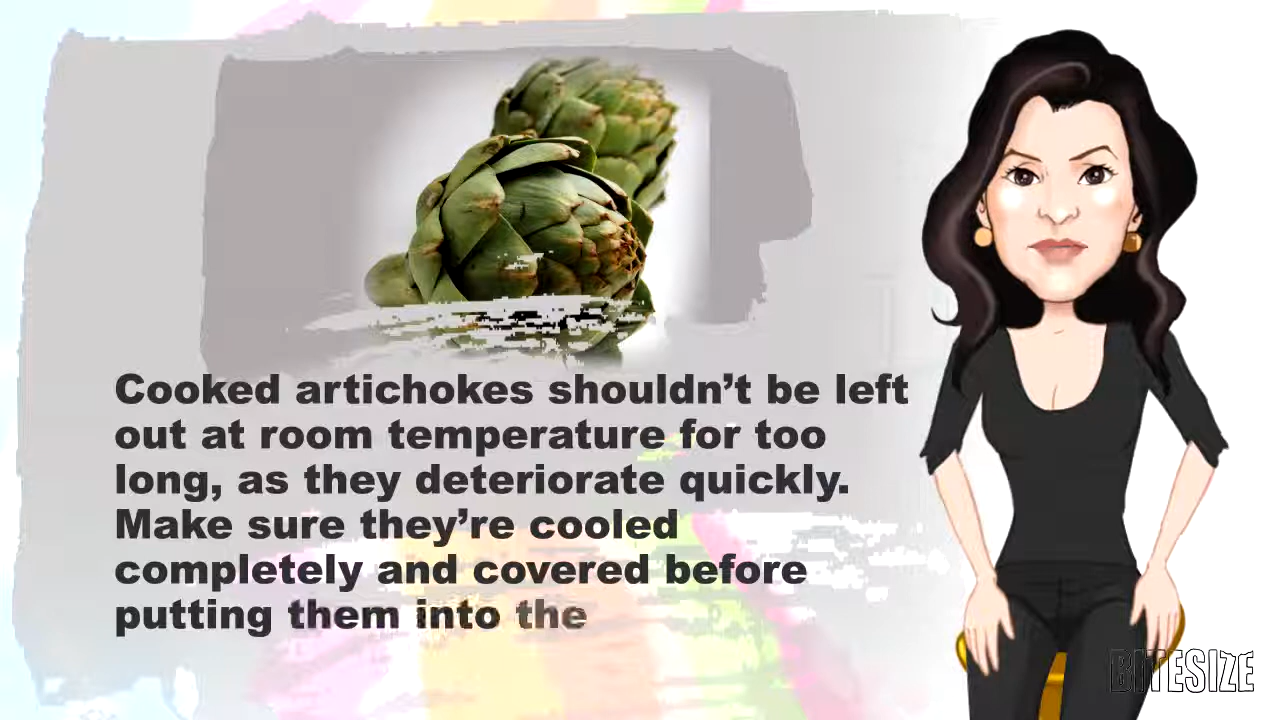 Cooked artichokes shouldn’t be left
out at room temperature for too
long, as they deteriorate quickly.
Make sure they’re cooled
completely and covered before
putting them into the
BITESIZE